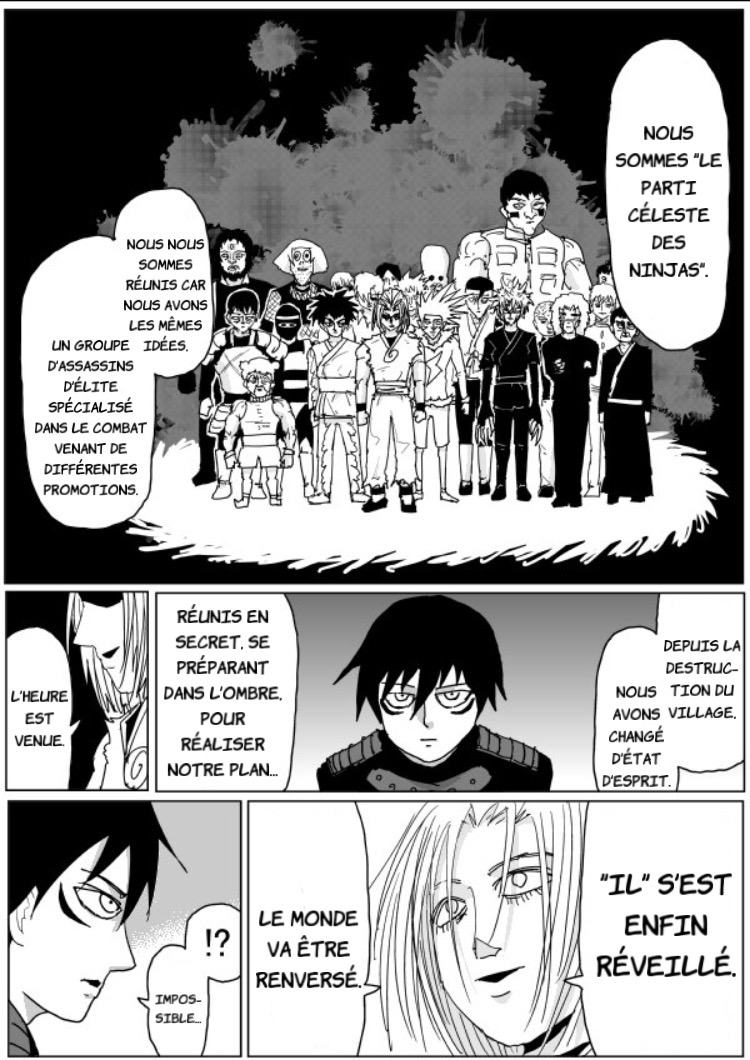 NOUS
SOMMES "LE
PARTI
CÉLESTE
DES
NINJAS".
NOUS NOUS
SOMMES
RÉUNIS CAR
NOUS AVONS
LES MÊMES
IDÉES.
UN GROUPE
D'ASSASSINS
D'ÉLITE
SPÉCIALISÉ
DANS LE COMBAT
VENANT DE
DIFFÉRENTES
PROMOTIONS.
DEPUIS LA
DESTRUC-
TION DU
VILLAGE,
NOUS
AVONS
CHANGÉ
D'ÉTAT
D'ESPRIT.
RÉUNIS EN
SECRET, SE
PRÉPARANT
DANS L'OMBRE,
POUR
RÉALISER
NOTRE PLAN...
L'HEURE
EST
VENUE.
"IL" S'EST
ENFIN
RÉVEILLÉ.
LE MONDE
VA ÊTRE
RENVERSÉ.
!?
IMPOS-
SIBLE...